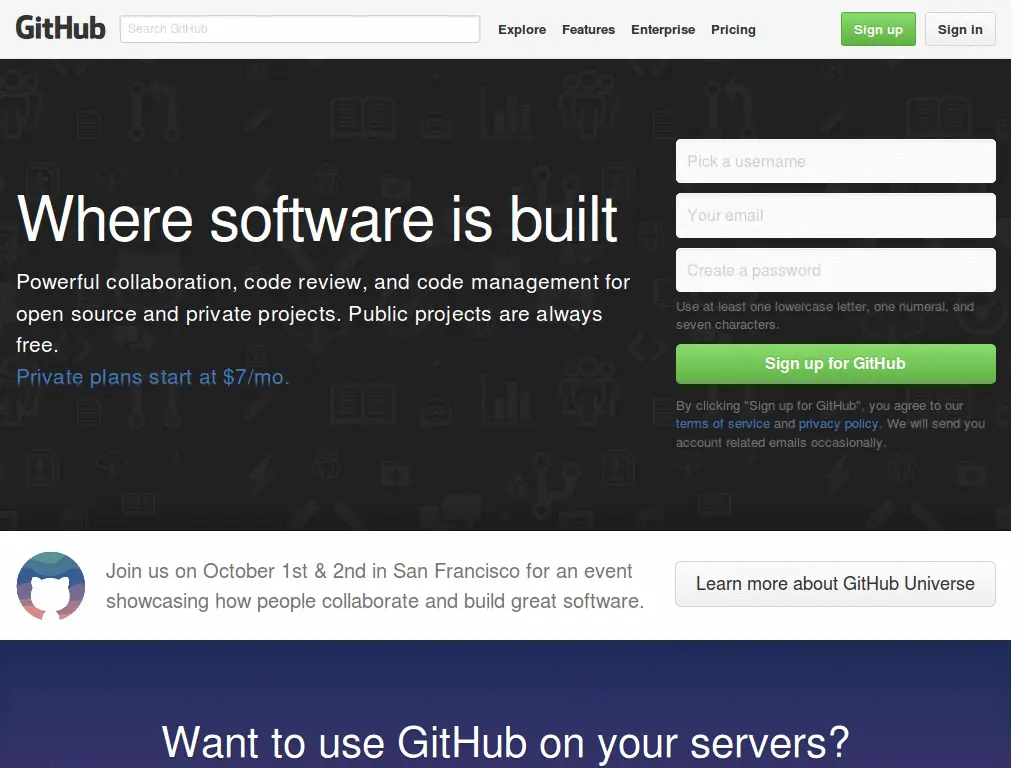 GitHub
Search GitHub
Explore Features Enterprise Pricing
Sign up
Sign in
Where software is built
Powerful collaboration, code review, and code management for
open source and private projects. Public projects are always
free.
Private plans start at $7/mo.
Pick a username
Your email
Create a password
Use at least one lowercase letter, one numeral, and
seven characters.
Sign up for GitHub
By clicking "Sign up for GitHub", you agree to our
terms of service and privacy policy. We will send you
account related emails occasionally.
Join us on October 1st & 2nd in San Francisco for an event
showcasing how people collaborate and build great software.
Learn more about GitHub Universe
Want to use GitHub on your servers?